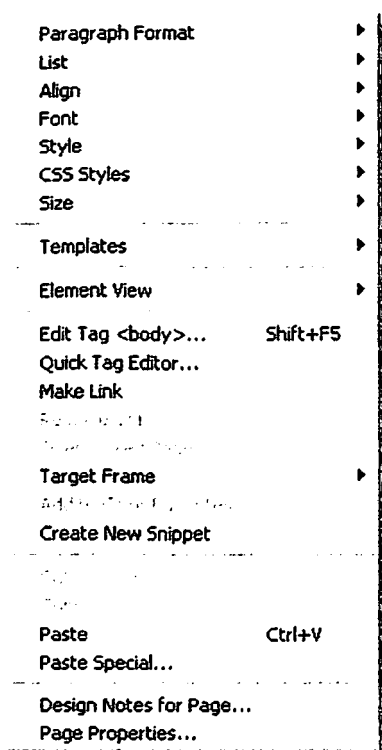 Paragraph Format
List
Align
Font
Style
CSS Styles
Size
Templates
Element View
Edit Tag <body>... Shift+F5
Quick Tag Editor...
Make Link
Target Frame
Create New Snippet
Paste Ctrl+V
Paste Special...
Design Notes for Page...
Page Properties...